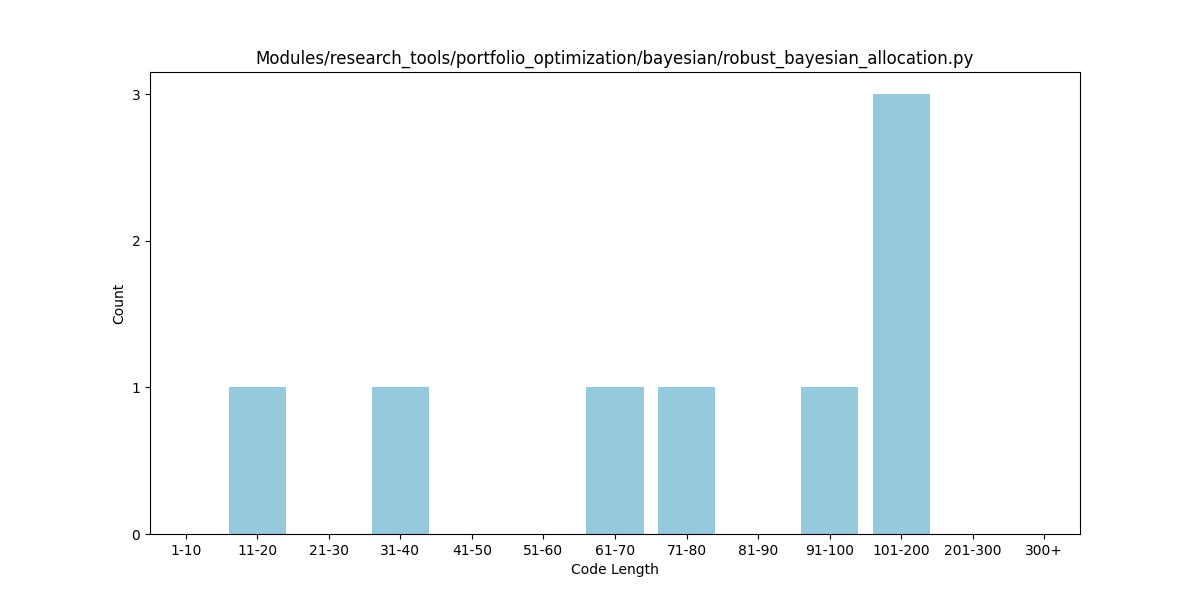 Modules/research_tools/portfolio_optimization/bayesian/robust_bayesian_allocation.py
3
2
1
0
Count
1-10 11-20 21-30 31-40 41-50 51-60 61-70 71-80 81-90 91-100 101-200 201-300 300+
Code Length